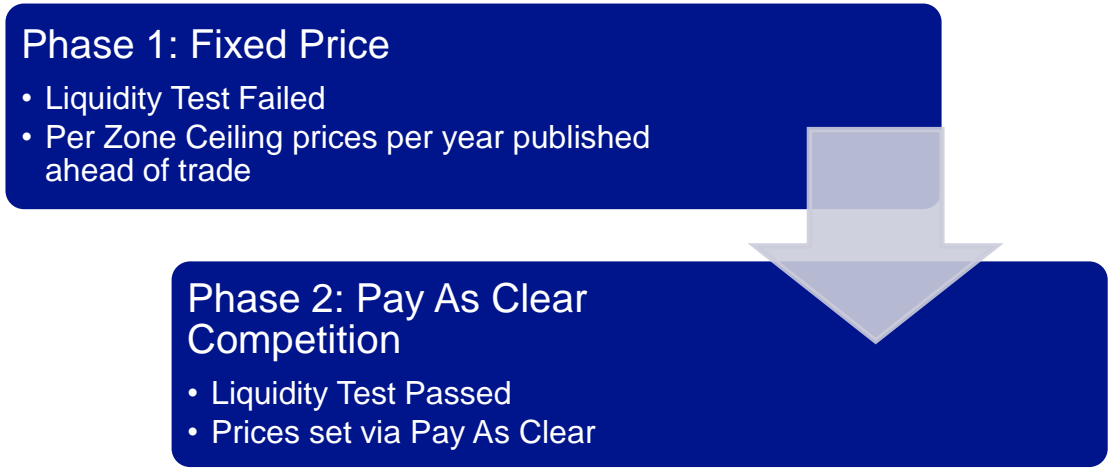 Phase 1: Fixed Price
• Liquidity Test Failed
• Per Zone Ceiling prices per year published
ahead of trade
Phase 2: Pay As Clear
Competition
• Liquidity Test Passed
• Prices set via Pay As Clear